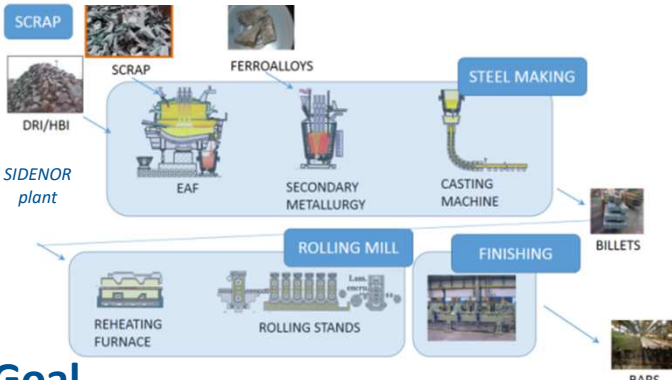 SCRAP
SCRAP
FERROALLOYS
STEEL MAKING
DRI/HBI
SIDENOR
plant
EAF
SECONDARY
METALLURGY
CASTING
MACHINE
BILLETS
ROLLING MILL
FINISHING
REHEATING
FURNACE
ROLLING STANDS
Goal
BARS